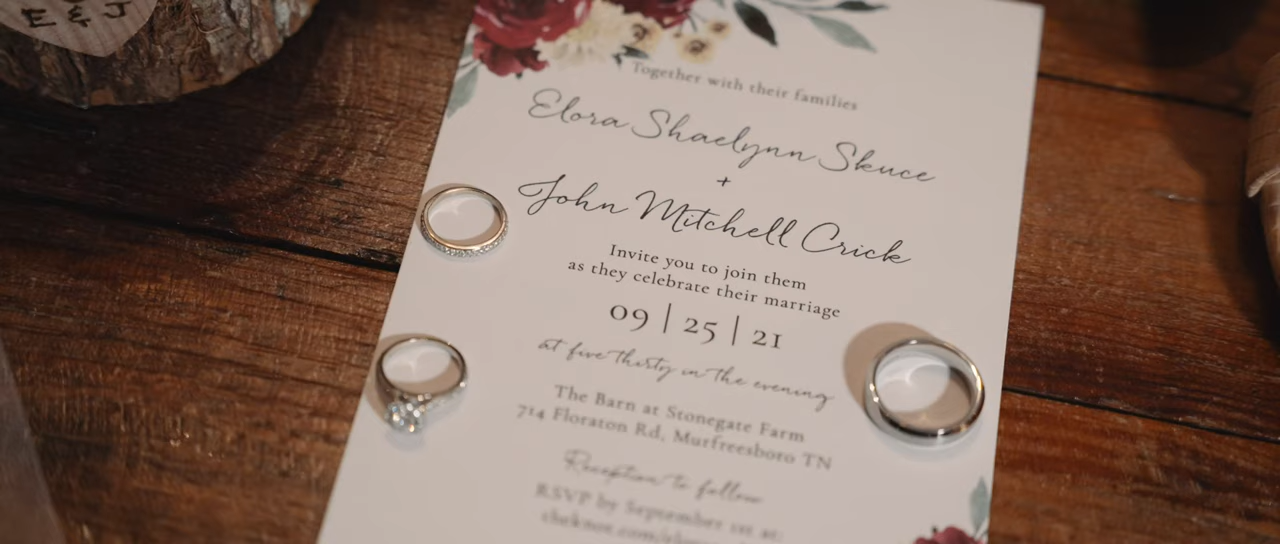 E & J
Together with their families
Elora Shaelynn Skuce
+
John Mitchell Crick
Invite you to join them
as they celebrate their marriage
09 | 25 | 21
at five thirty in the evening
The Barn at Stonegate Farm
714 Floraton Rd, Murfreesboro TN
Reception to follow
RSVP by September 1st at: